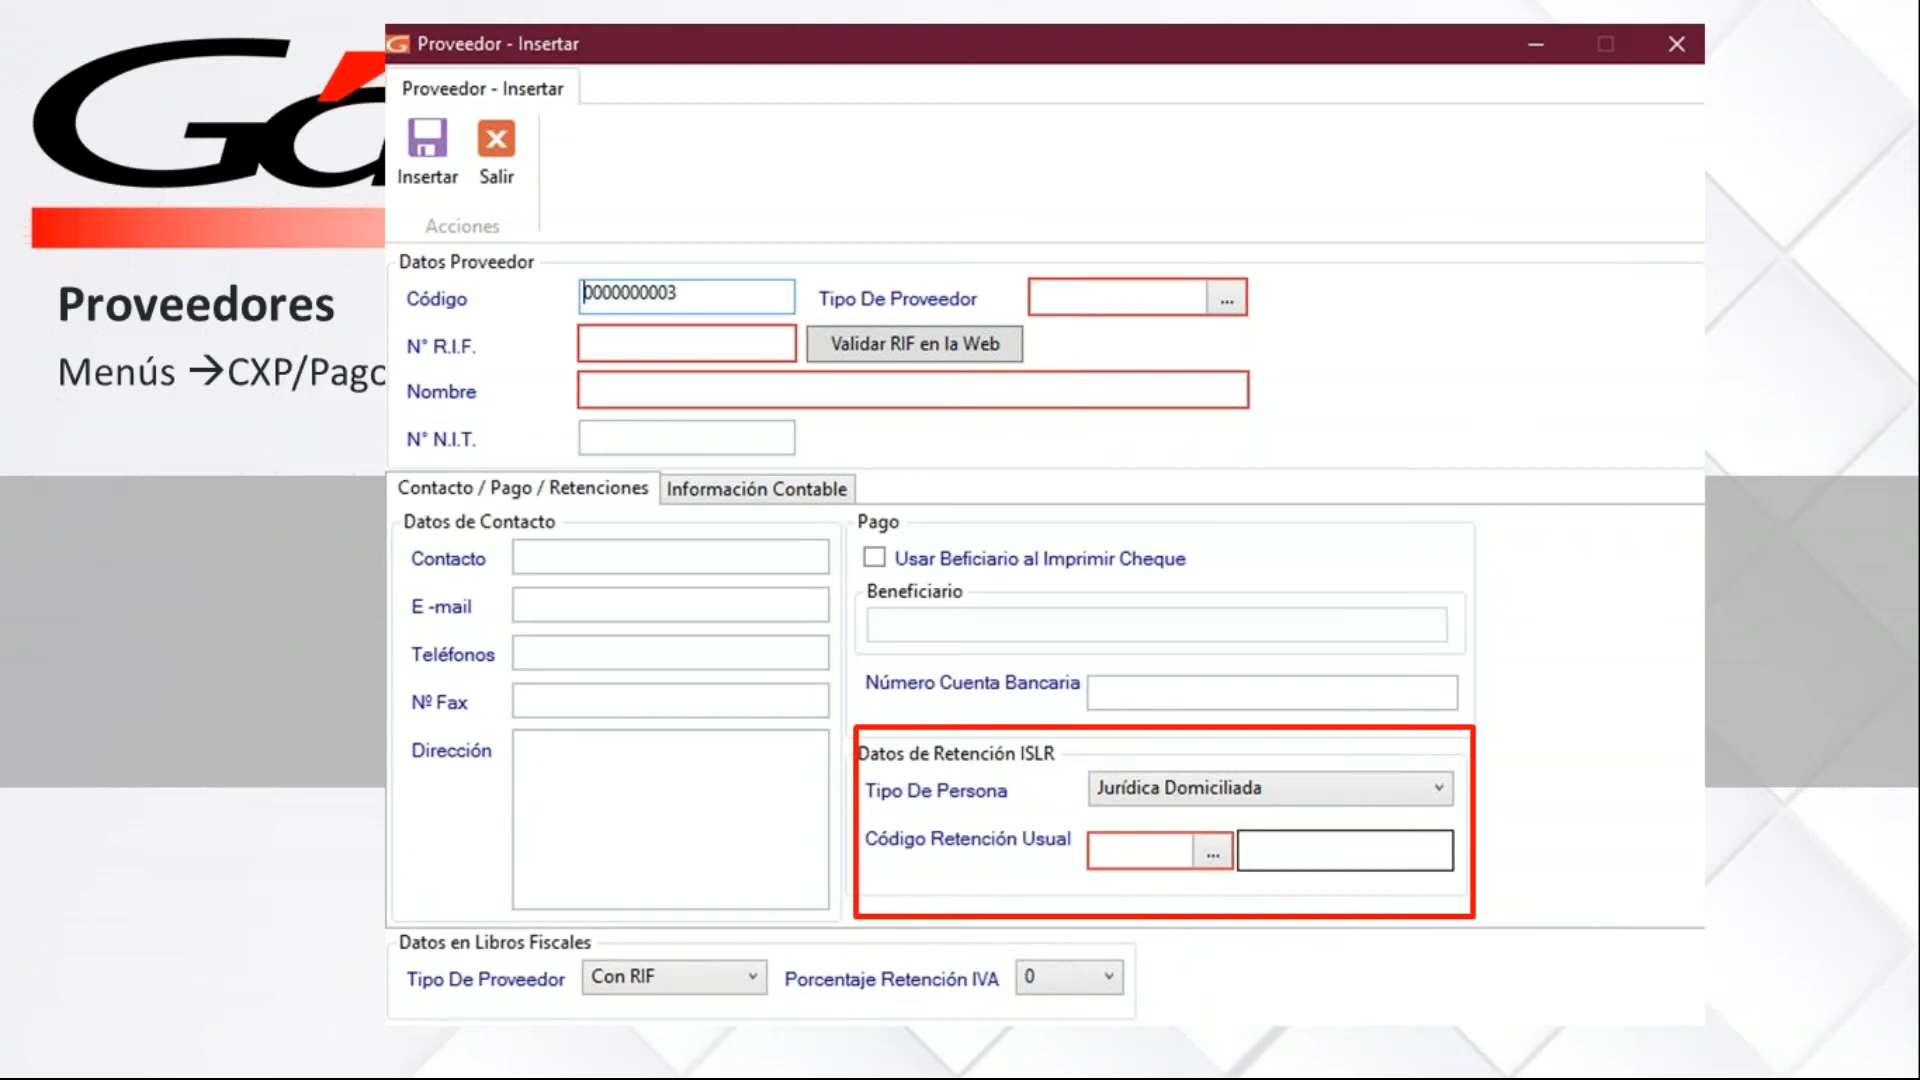 Gá
Proveedores
Menús →CXP/Pago
G Proveedor - Insertar
Proveedor - Insertar
Insertar Salir
Acciones
Datos Proveedor
Código 0000000003 Tipo De Proveedor ...
N° R.I.F. Validar RIF en la Web
Nombre
N° N.I.T.
Contacto / Pago / Retenciones Información Contable
Datos de Contacto
Contacto
E -mail
Teléfonos
Nº Fax
Dirección
Pago
Usar Beficiario al Imprimir Cheque
Beneficiario
Número Cuenta Bancaria
Datos de Retención ISLR
Tipo De Persona Jurídica Domiciliada
Código Retención Usual ...
Datos en Libros Fiscales
Tipo De Proveedor Con RIF Porcentaje Retención IVA 0